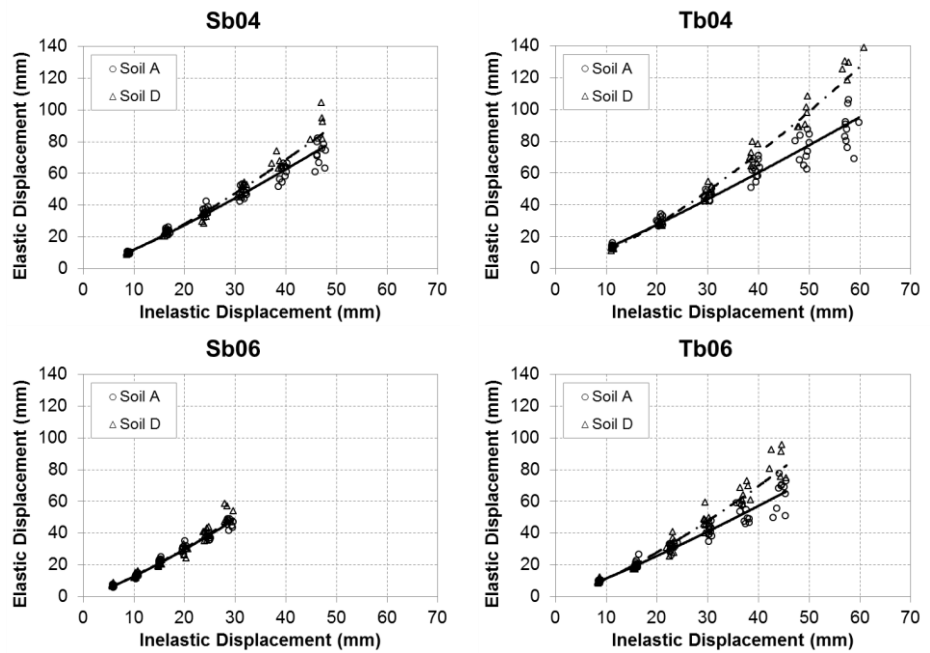 Sb04
Elastic Displacement (mm)
140
120
100
80
60
40
20
0
Soil A
Soil D
0 10 20 30 40 50 60 70
Inelastic Displacement (mm)
Tb04
Elastic Displacement (mm)
140
120
100
80
60
40
20
0
Soil A
Soil D
0 10 20 30 40 50 60 70
Inelastic Displacement (mm)
Sb06
Elastic Displacement (mm)
140
120
100
80
60
40
20
0
Soil A
Soil D
0 10 20 30 40 50 60 70
Inelastic Displacement (mm)
Tb06
Elastic Displacement (mm)
140
120
100
80
60
40
20
0
Soil A
Soil D
0 10 20 30 40 50 60 70
Inelastic Displacement (mm)